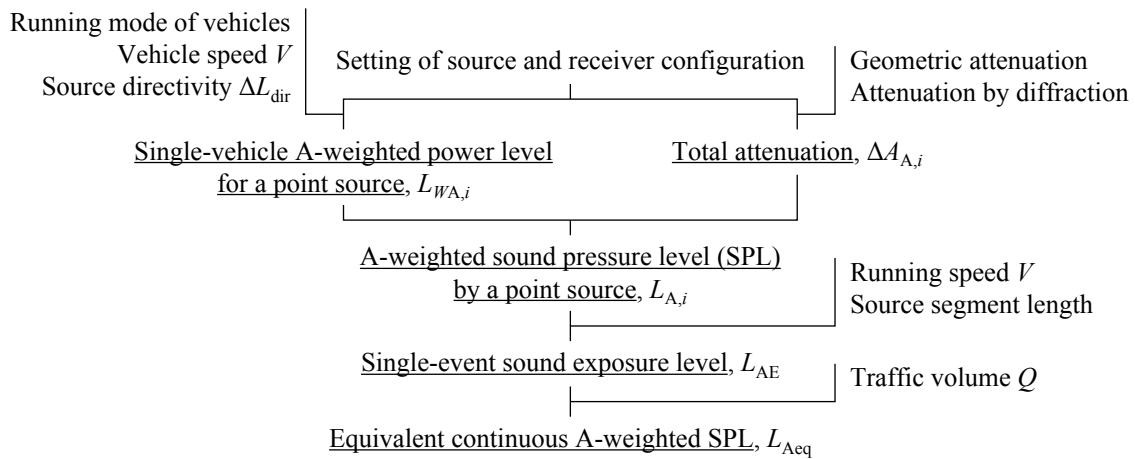 Running mode of vehicles
Vehicle speed V
Source directivity ΔL_dir
Setting of source and receiver configuration
Geometric attenuation
Attenuation by diffraction
Single-vehicle A-weighted power level
for a point source, L_WA,i
Total attenuation, ΔA_A,i
A-weighted sound pressure level (SPL)
by a point source, L_A,i
Running speed V
Source segment length
Single-event sound exposure level, L_AE
Traffic volume Q
Equivalent continuous A-weighted SPL, L_Aeq